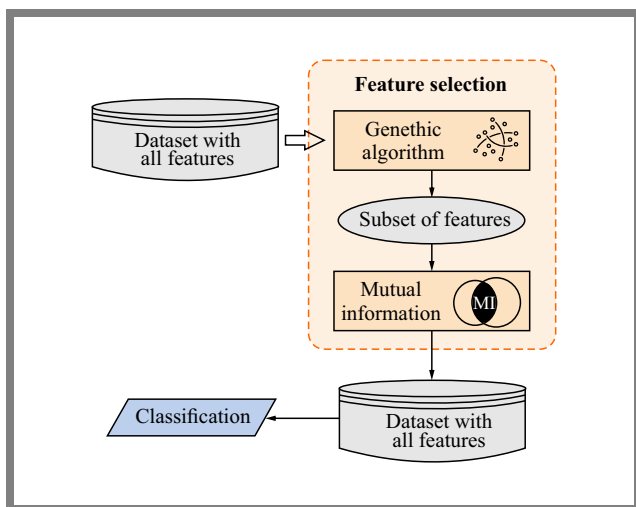 Feature selection
Dataset with
all features
Genethic
algorithm
Subset of features
Mutual
information
MI
Dataset with
all features
Classification